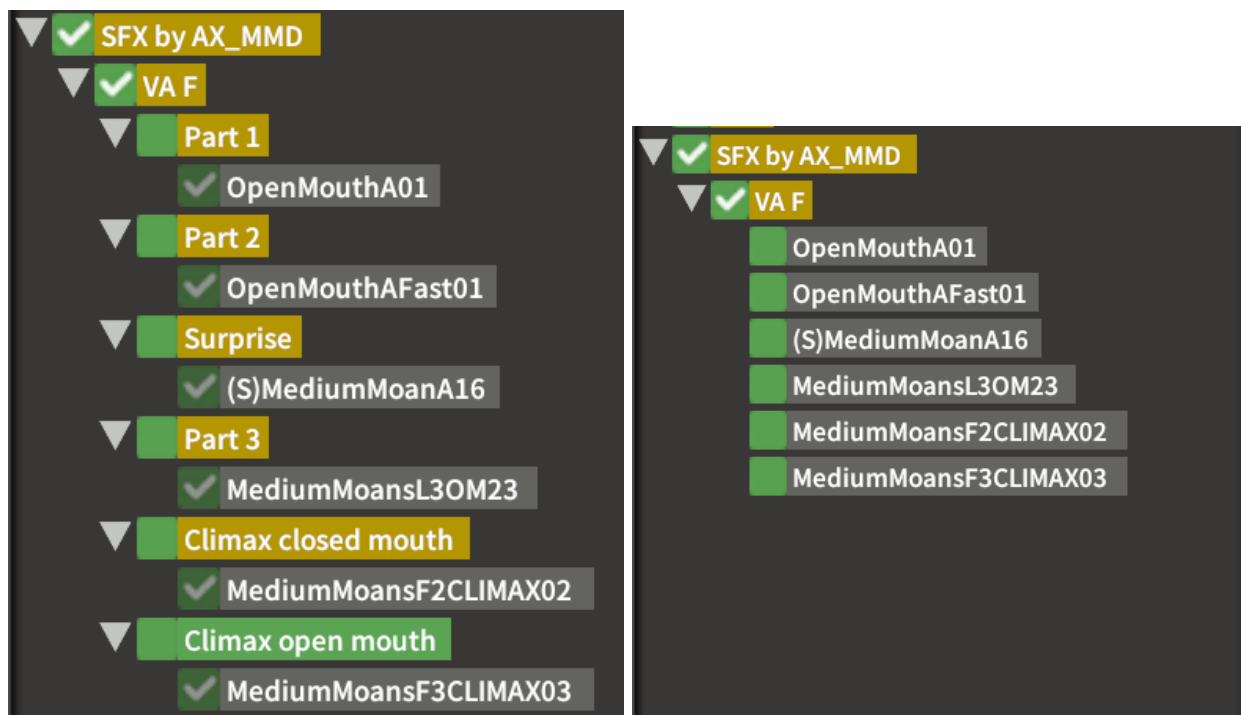 SFX by AX_MMD
VA F
Part 1
OpenMouthA01
Part 2
OpenMouthAFast01
Surprise
(S)MediumMoanA16
Part 3
MediumMoansL3OM23
Climax closed mouth
MediumMoansF2CLIMAX02
Climax open mouth
MediumMoansF3CLIMAX03
SFX by AX_MMD
VA F
OpenMouthA01
OpenMouthAFast01
(S)MediumMoanA16
MediumMoansL3OM23
MediumMoansF2CLIMAX02
MediumMoansF3CLIMAX03